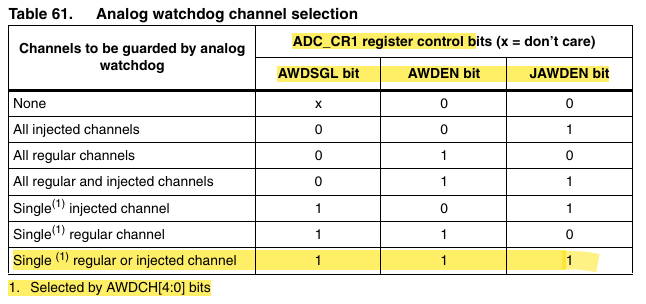 Table 61. Analog watchdog channel selection
Channels to be guarded by analog watchdog
ADC_CR1 register control bits (x = don't care)
AWDSGL bit AWDEN bit JAWDEN bit
None x 0 0
All injected channels 0 0 1
All regular channels 0 1 0
All regular and injected channels 0 1 1
Single(1) injected channel 1 0 1
Single(1) regular channel 1 1 0
Single (1) regular or injected channel 1 1 1
1. Selected by AWDCH[4:0] bits